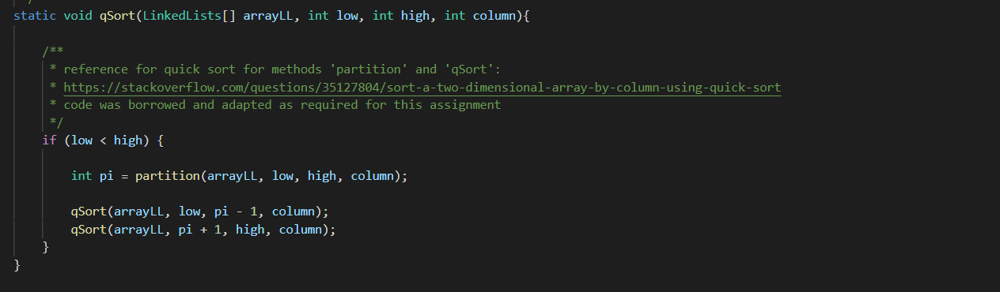 */
static void qSort(LinkedLists[] arrayLL, int low, int high, int column){
/**
* reference for quick sort for methods 'partition' and 'qSort':
* https://stackoverflow.com/questions/35127804/sort-a-two-dimensional-array-by-column-using-quick-sort
* code was borrowed and adapted as required for this assignment
*/
if (low < high) {
int pi = partition(arrayLL, low, high, column);
qSort(arrayLL, low, pi - 1, column);
qSort(arrayLL, pi + 1, high, column);
}
}